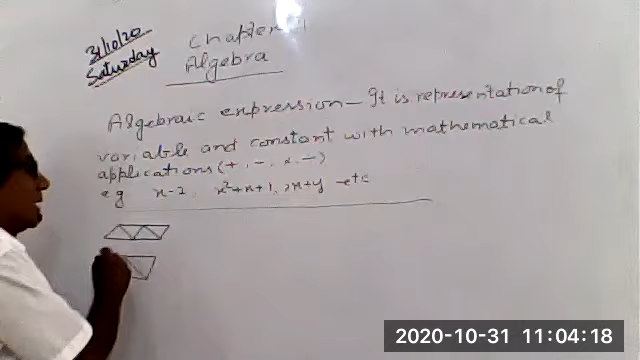 31/10/20
Saturday
Chapter-11
Algebra
Algebraic expression - It is representation of
variable and constant with mathematical
applications (+, -, ×, ÷)
eg x-2, x²+x+1, 2x+y etc
2020-10-31 11:04:18